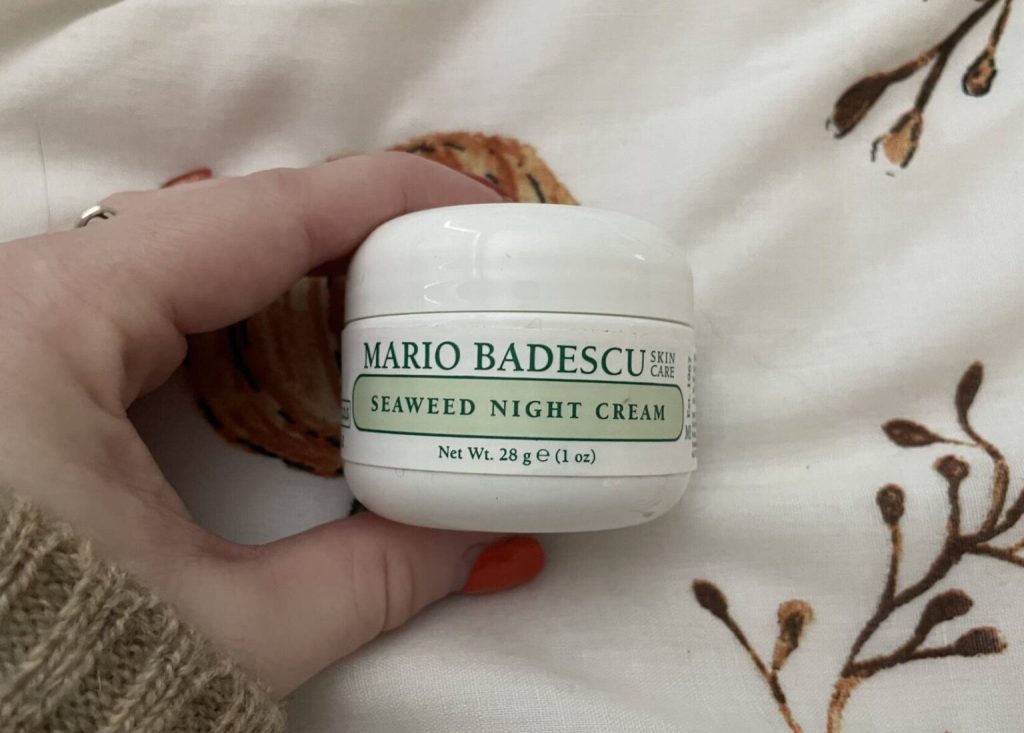 MARIO BADESCU SKIN CARE
SEAWEED NIGHT CREAM
Net Wt. 28 g ℮ (1 oz)